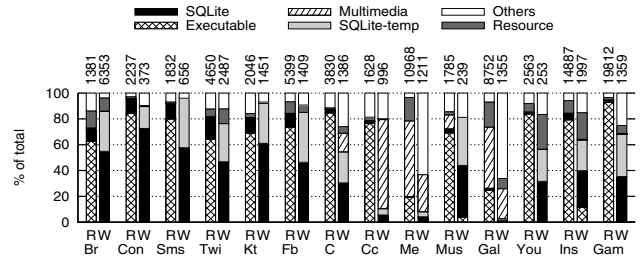 SQLite Multimedia Others
Executable SQLite-temp Resource
1381 6353 2237 373 1832 656 4650 2487 2046 1451 5399 1409 3830 1386 1628 996 10968 1211 1785 239 8752 1355 2563 253 14887 1997 19812 1359
100
80
60
40
20
0
% of total
R W R W R W R W R W R W R W R W R W R W R W R W R W R W
Br Con Sms Twi Kt Fb C Cc Me Mus Gal You Ins Gam